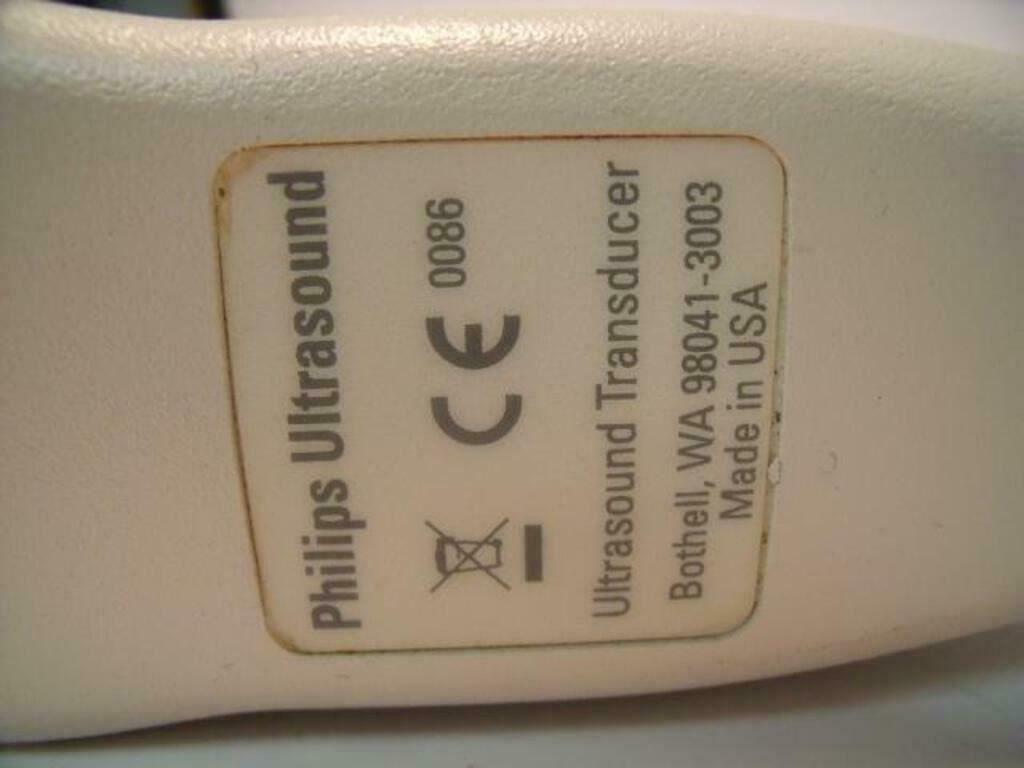 Philips Ultrasound
CE 0086
Ultrasound Transducer
Bothell, WA 98041-3003
Made in USA